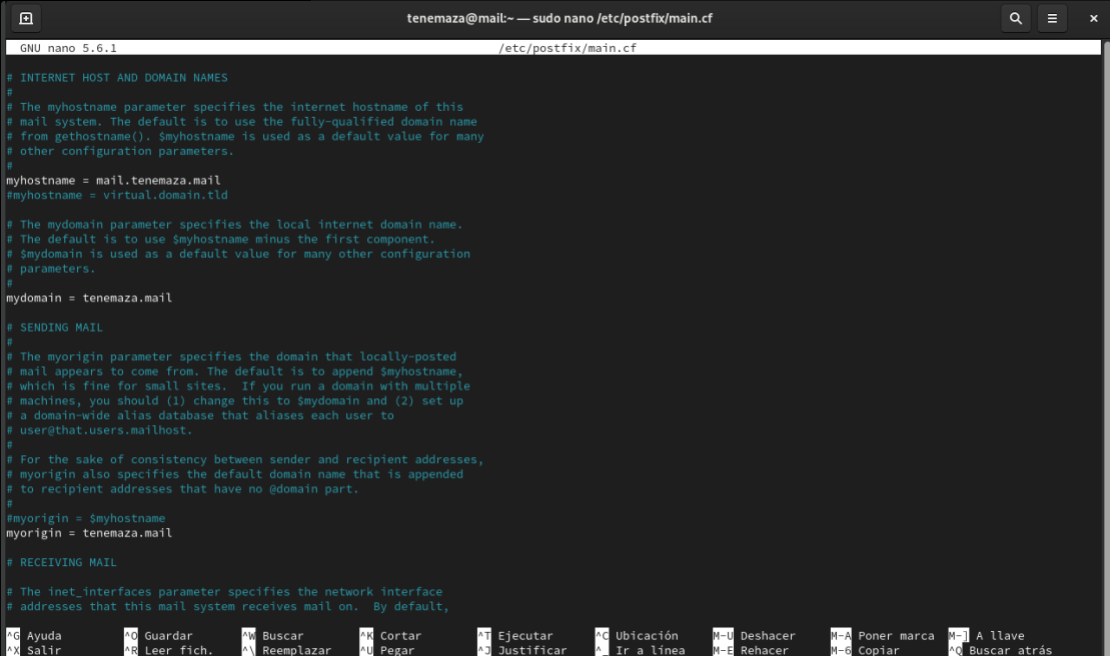 tenemaza@mail:~ — sudo nano /etc/postfix/main.cf
GNU nano 5.6.1 /etc/postfix/main.cf
# INTERNET HOST AND DOMAIN NAMES
#
# The myhostname parameter specifies the internet hostname of this
# mail system. The default is to use the fully-qualified domain name
# from gethostname(). $myhostname is used as a default value for many
# other configuration parameters.
#
myhostname = mail.tenemaza.mail
#myhostname = virtual.domain.tld
# The mydomain parameter specifies the local internet domain name.
# The default is to use $myhostname minus the first component.
# $mydomain is used as a default value for many other configuration
# parameters.
#
mydomain = tenemaza.mail
# SENDING MAIL
#
# The myorigin parameter specifies the domain that locally-posted
# mail appears to come from. The default is to append $myhostname,
# which is fine for small sites.  If you run a domain with multiple
# machines, you should (1) change this to $mydomain and (2) set up
# a domain-wide alias database that aliases each user to
# user@that.users.mailhost.
#
# For the sake of consistency between sender and recipient addresses,
# myorigin also specifies the default domain name that is appended
# to recipient addresses that have no @domain part.
#
#myorigin = $myhostname
myorigin = tenemaza.mail
# RECEIVING MAIL
# The inet_interfaces parameter specifies the network interface
# addresses that this mail system receives mail on.  By default,
^G Ayuda ^O Guardar ^W Buscar ^K Cortar ^T Ejecutar ^C Ubicación M-U Deshacer M-A Poner marca M-] A llave
^X Salir ^R Leer fich. ^\ Reemplazar ^U Pegar ^J Justificar ^_ Ir a línea M-E Rehacer M-6 Copiar ^Q Buscar atrás